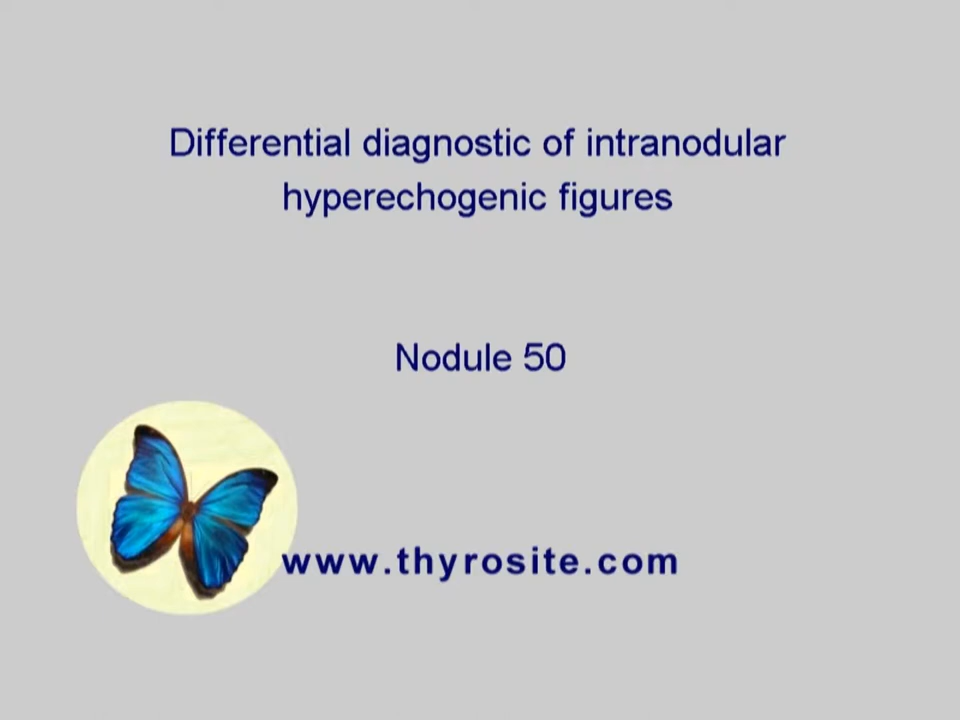 Differential diagnostic of intranodular
hyperechogenic figures
Nodule 50
www.thyrosite.com